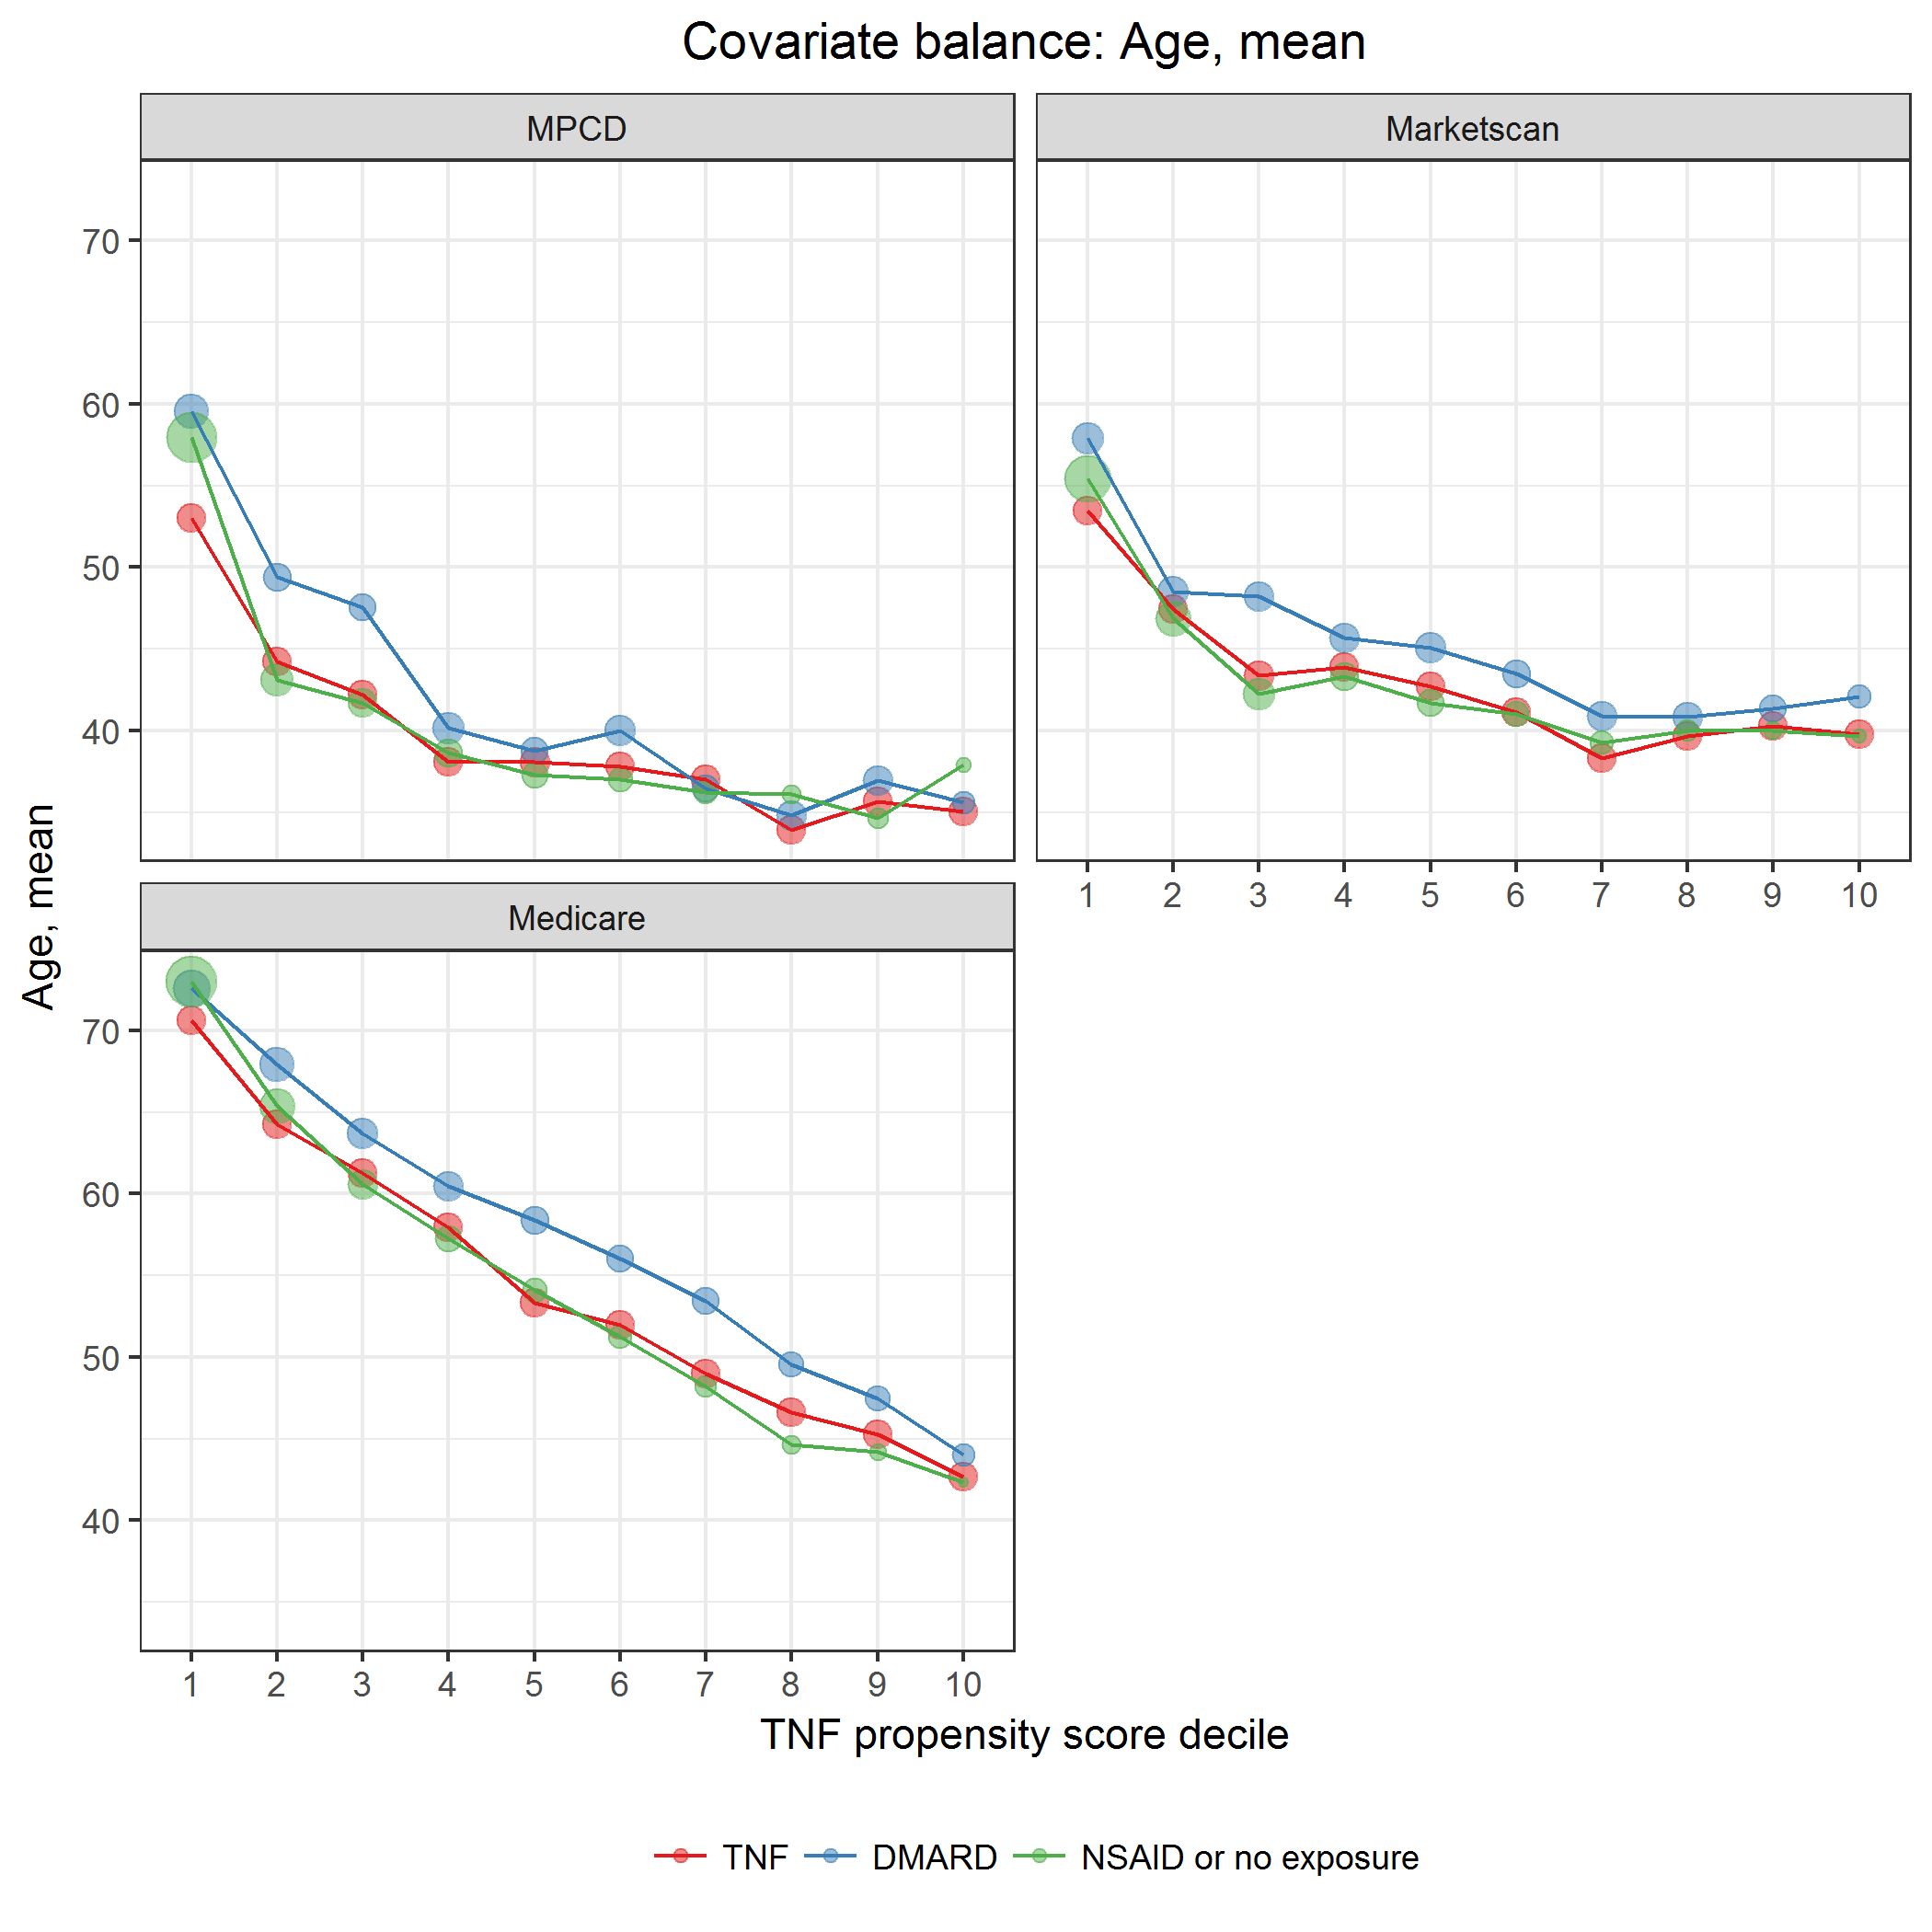 Covariate balance: Age, mean
MPCD
Marketscan
70
60
50
40
1 2 3 4 5 6 7 8 9 10
Medicare
70
60
50
40
1 2 3 4 5 6 7 8 9 10
Age, mean
TNF propensity score decile
TNF DMARD NSAID or no exposure